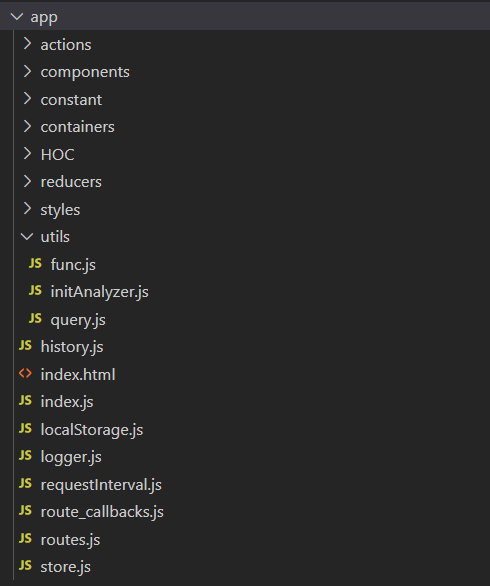 app
actions
components
constant
containers
HOC
reducers
styles
utils
JS func.js
JS initAnalyzer.js
JS query.js
JS history.js
<> index.html
JS index.js
JS localStorage.js
JS logger.js
JS requestInterval.js
JS route_callbacks.js
JS routes.js
JS store.js